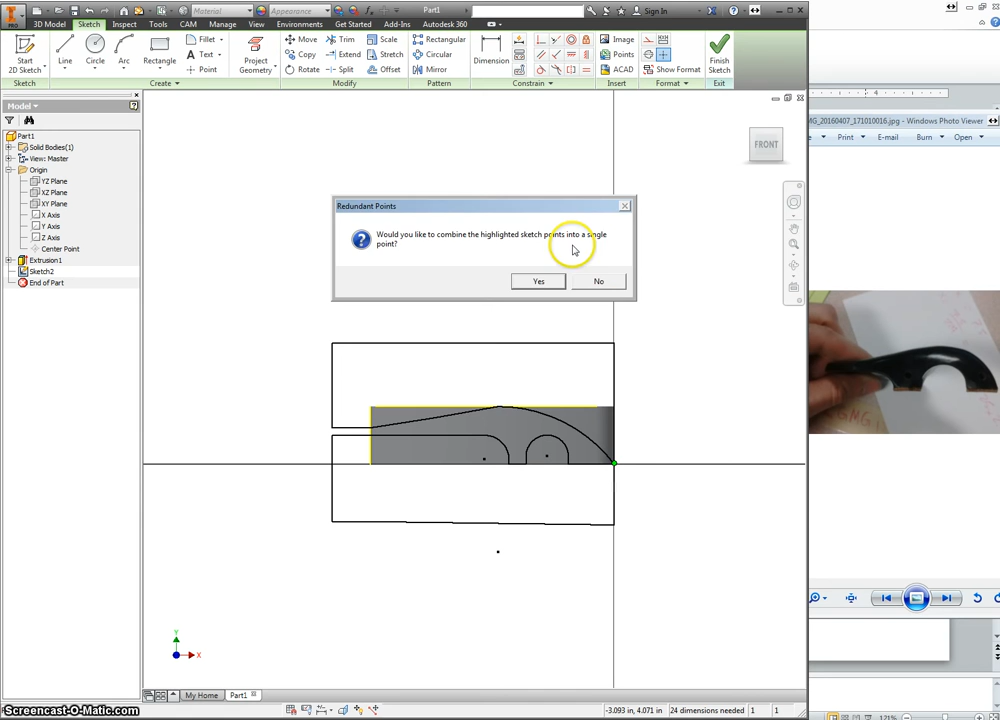 PRO
Material
Appearance
Part1
Sign In
3D Model
Sketch
Inspect
Tools
CAM
Manage
View
Environments
Get Started
Add-Ins
Autodesk 360
Start
2D Sketch
Line
Circle
Arc
Rectangle
Fillet
Text
Point
Project
Geometry
Move
Copy
Rotate
Trim
Extend
Split
Scale
Stretch
Offset
Rectangular
Circular
Mirror
Dimension
Image
Points
ACAD
Show Format
Finish
Sketch
Sketch
Create
Modify
Pattern
Constrain
Insert
Format
Exit
Model
Part1
Solid Bodies(1)
View: Master
Origin
YZ Plane
XZ Plane
XY Plane
X Axis
Y Axis
Z Axis
Center Point
Extrusion1
Sketch2
End of Part
FRONT
Redundant Points
Would you like to combine the highlighted sketch points into a single
point?
Yes
No
Y
X
My Home
Part1
-3.093 in, 4.071 in
24 dimensions needed
1
1
Screencast-O-Matic.com
4
MG_20160407_171010016.jpg - Windows Photo Viewer
Print
E-mail
Burn
Open
121%